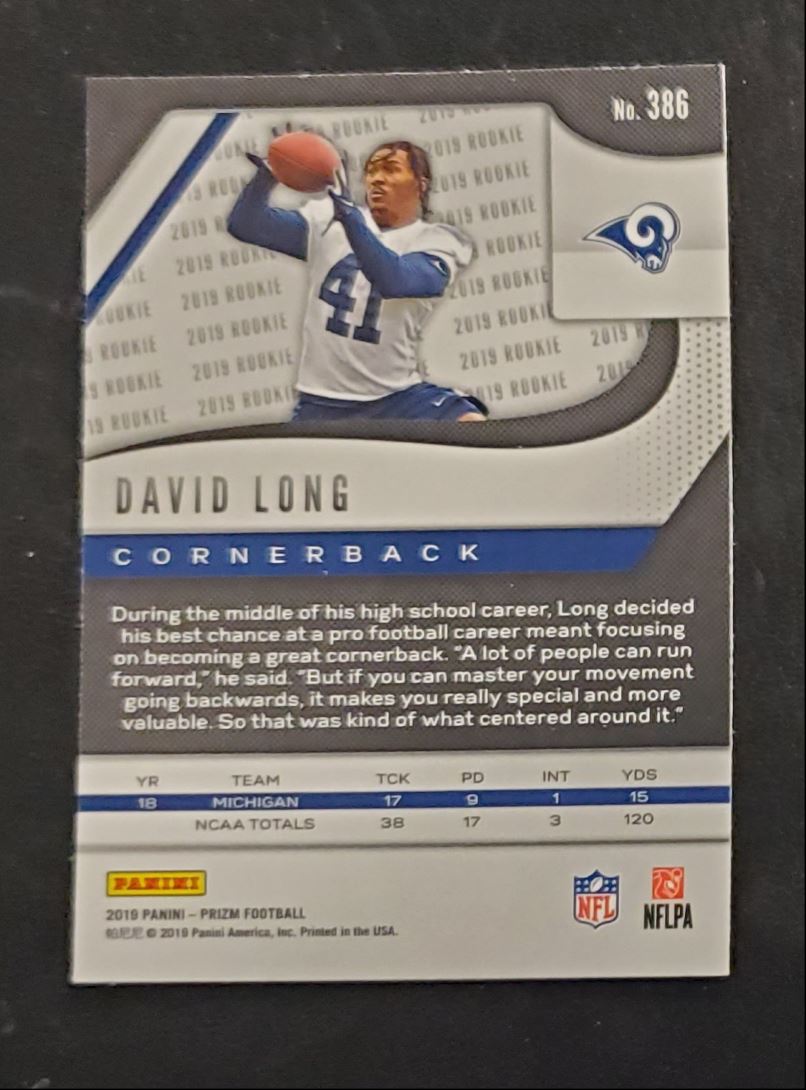 No. 386
2019 ROOKIE
41
DAVID LONG
CORNERBACK
During the middle of his high school career, Long decided
his best chance at a pro football career meant focusing
on becoming a great cornerback. "A lot of people can run
forward," he said. "But if you can master your movement
going backwards, it makes you really special and more
valuable. So that was kind of what centered around it."
YR TEAM TCK PD INT YDS
18 MICHIGAN 17 9 1 15
NCAA TOTALS 38 17 3 120
PANINI
2019 PANINI – PRIZM FOOTBALL
帕尼尼 © 2019 Panini America, Inc. Printed in the USA.
NFL
NFLPA